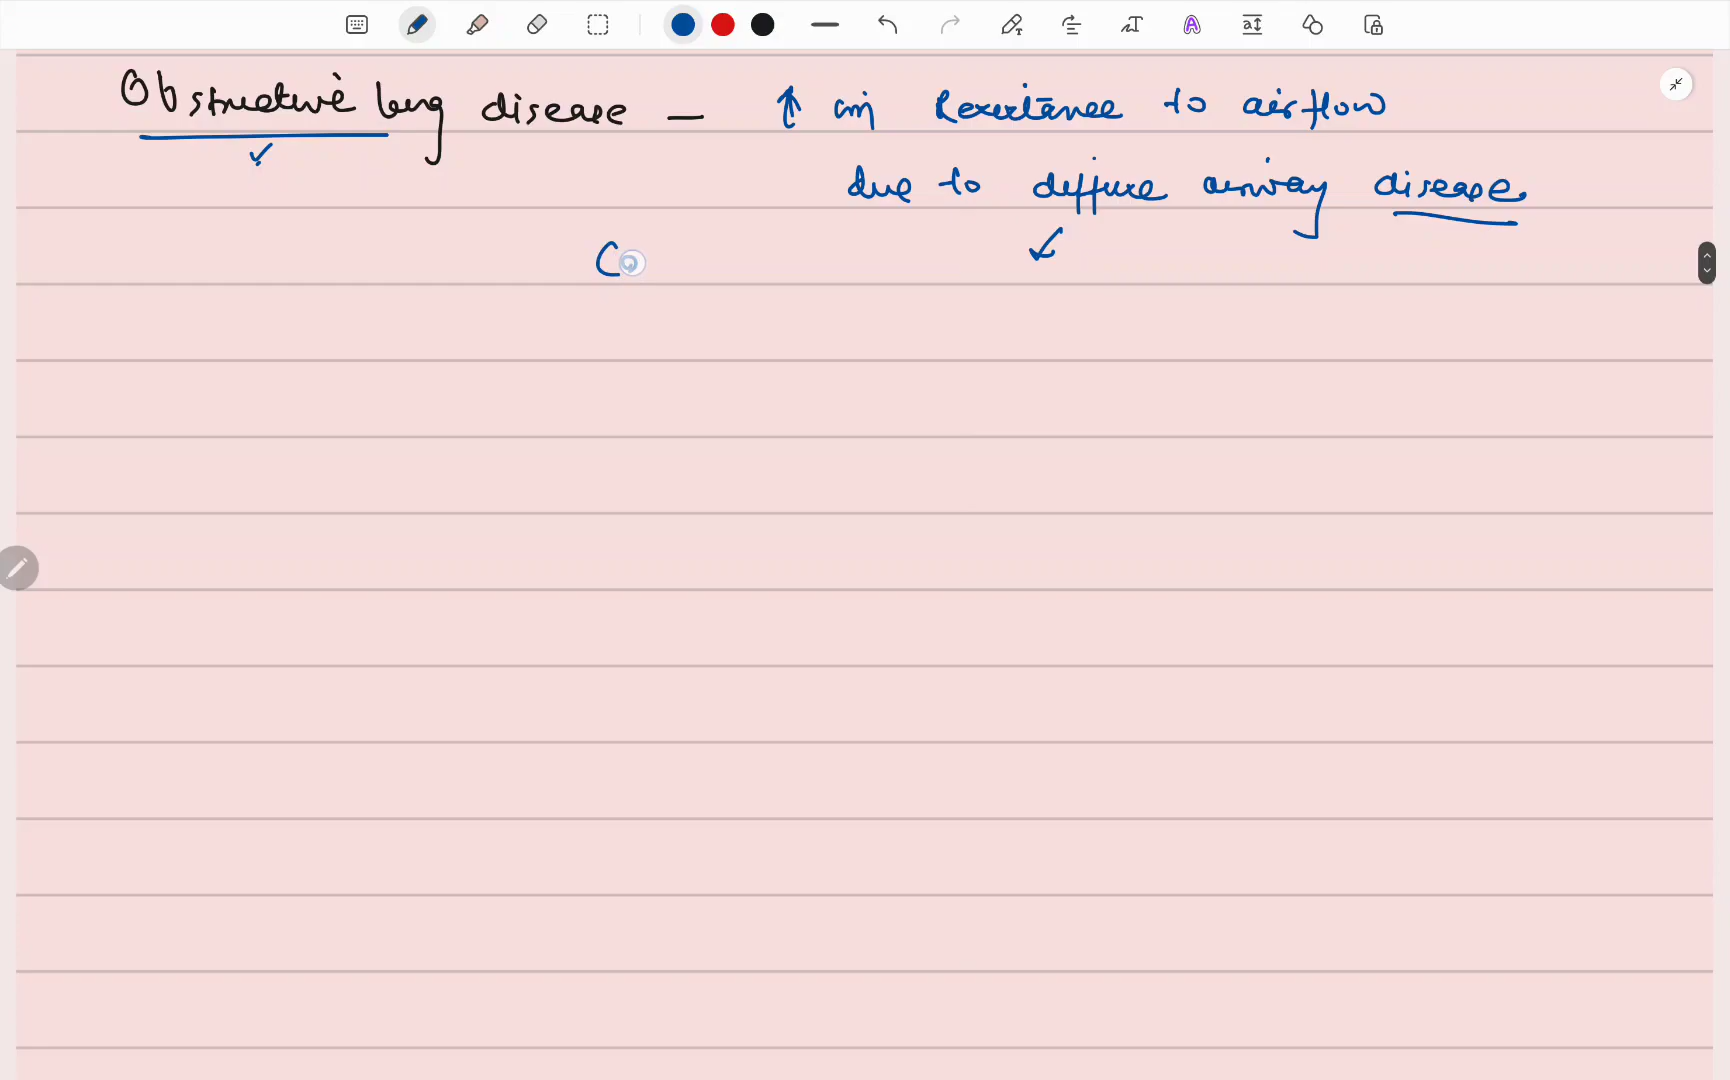 Obstructive lung disease — ↑ in Resistance to airflow
due to diffuse airway disease.
(